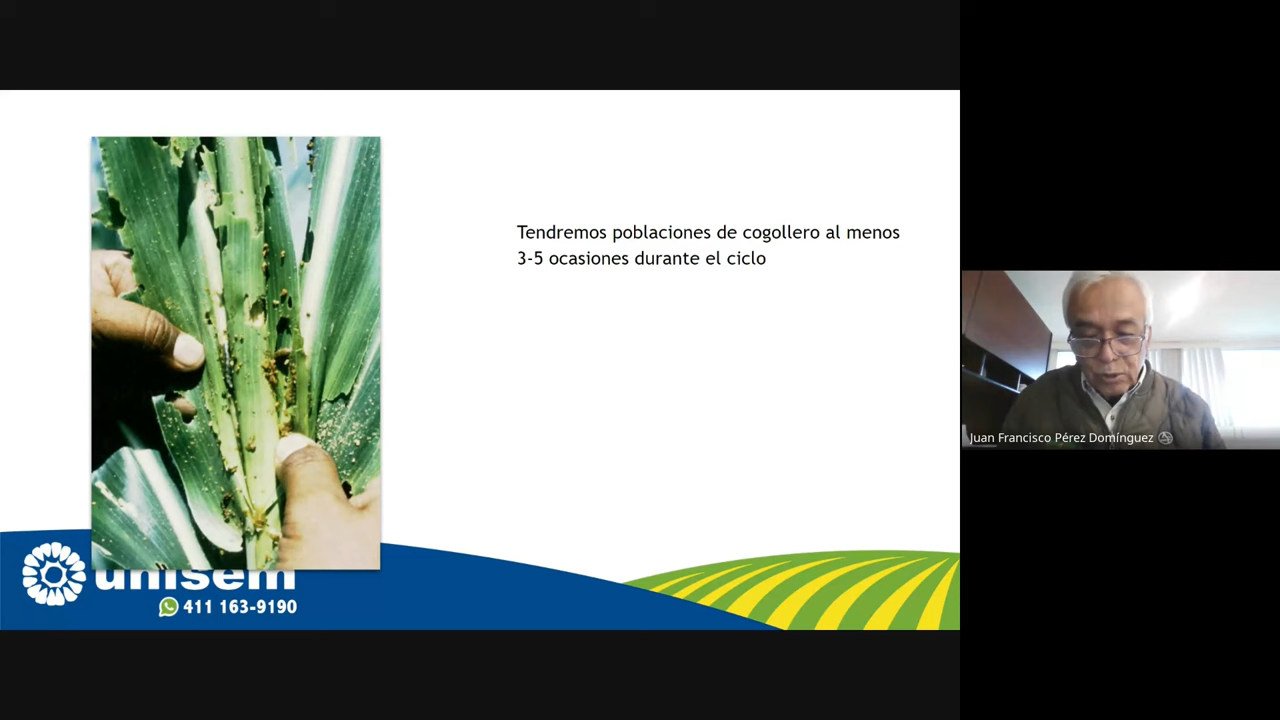 Tendremos poblaciones de cogollero al menos
3-5 ocasiones durante el ciclo
unisem
411 163-9190
Juan Francisco Pérez Domínguez